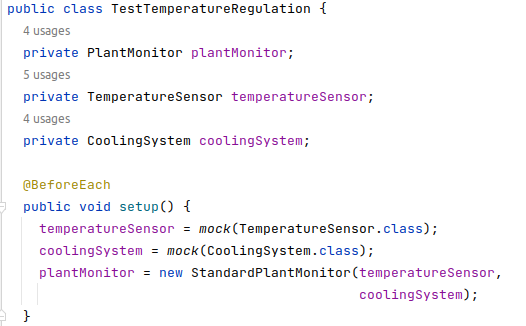 public class TestTemperatureRegulation {
4 usages
private PlantMonitor plantMonitor;
5 usages
private TemperatureSensor temperatureSensor;
4 usages
private CoolingSystem coolingSystem;
@BeforeEach
public void setup() {
temperatureSensor = mock(TemperatureSensor.class);
coolingSystem = mock(CoolingSystem.class);
plantMonitor = new StandardPlantMonitor(temperatureSensor,
coolingSystem);
}